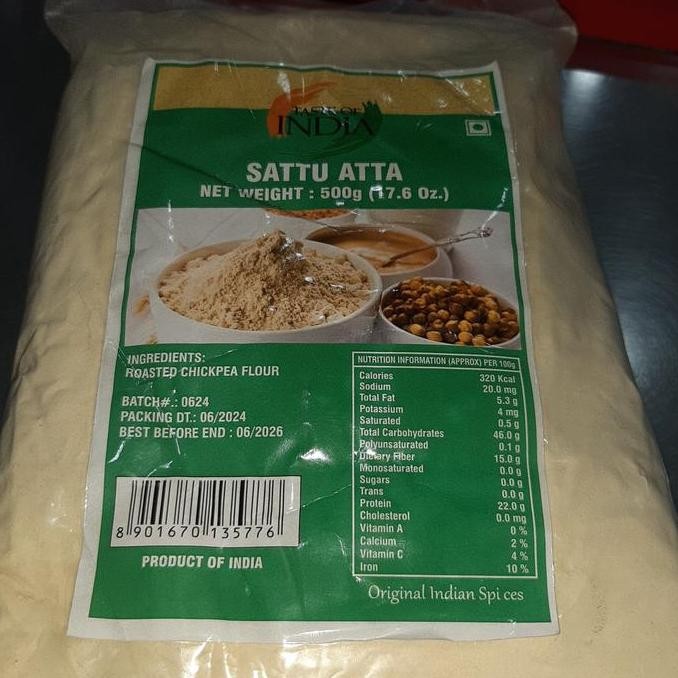 TASTE OF
INDIA
SATTU ATTA
NET WEIGHT : 500g (17.6 Oz.)
INGREDIENTS:
ROASTED CHICKPEA FLOUR
BATCH#.: 0624
PACKING DT.: 06/2024
BEST BEFORE END : 06/2026
8 901670 135776
PRODUCT OF INDIA
NUTRITION INFORMATION (APPROX) PER 100g
Calories 320 Kcal
Sodium 20.0 mg
Total Fat 5.3 g
Potassium 4 mg
Saturated 0.5 g
Total Carbohydrates 46.0 g
Polyunsaturated 0.1 g
Dietary Fiber 15.0 g
Monosaturated 0.0 g
Sugars 0.0 g
Trans 0.0 g
Protein 22.0 g
Cholesterol 0.0 mg
Vitamin A 0 %
Calcium 2 %
Vitamin C 4 %
Iron 10 %
Original Indian Spi ces